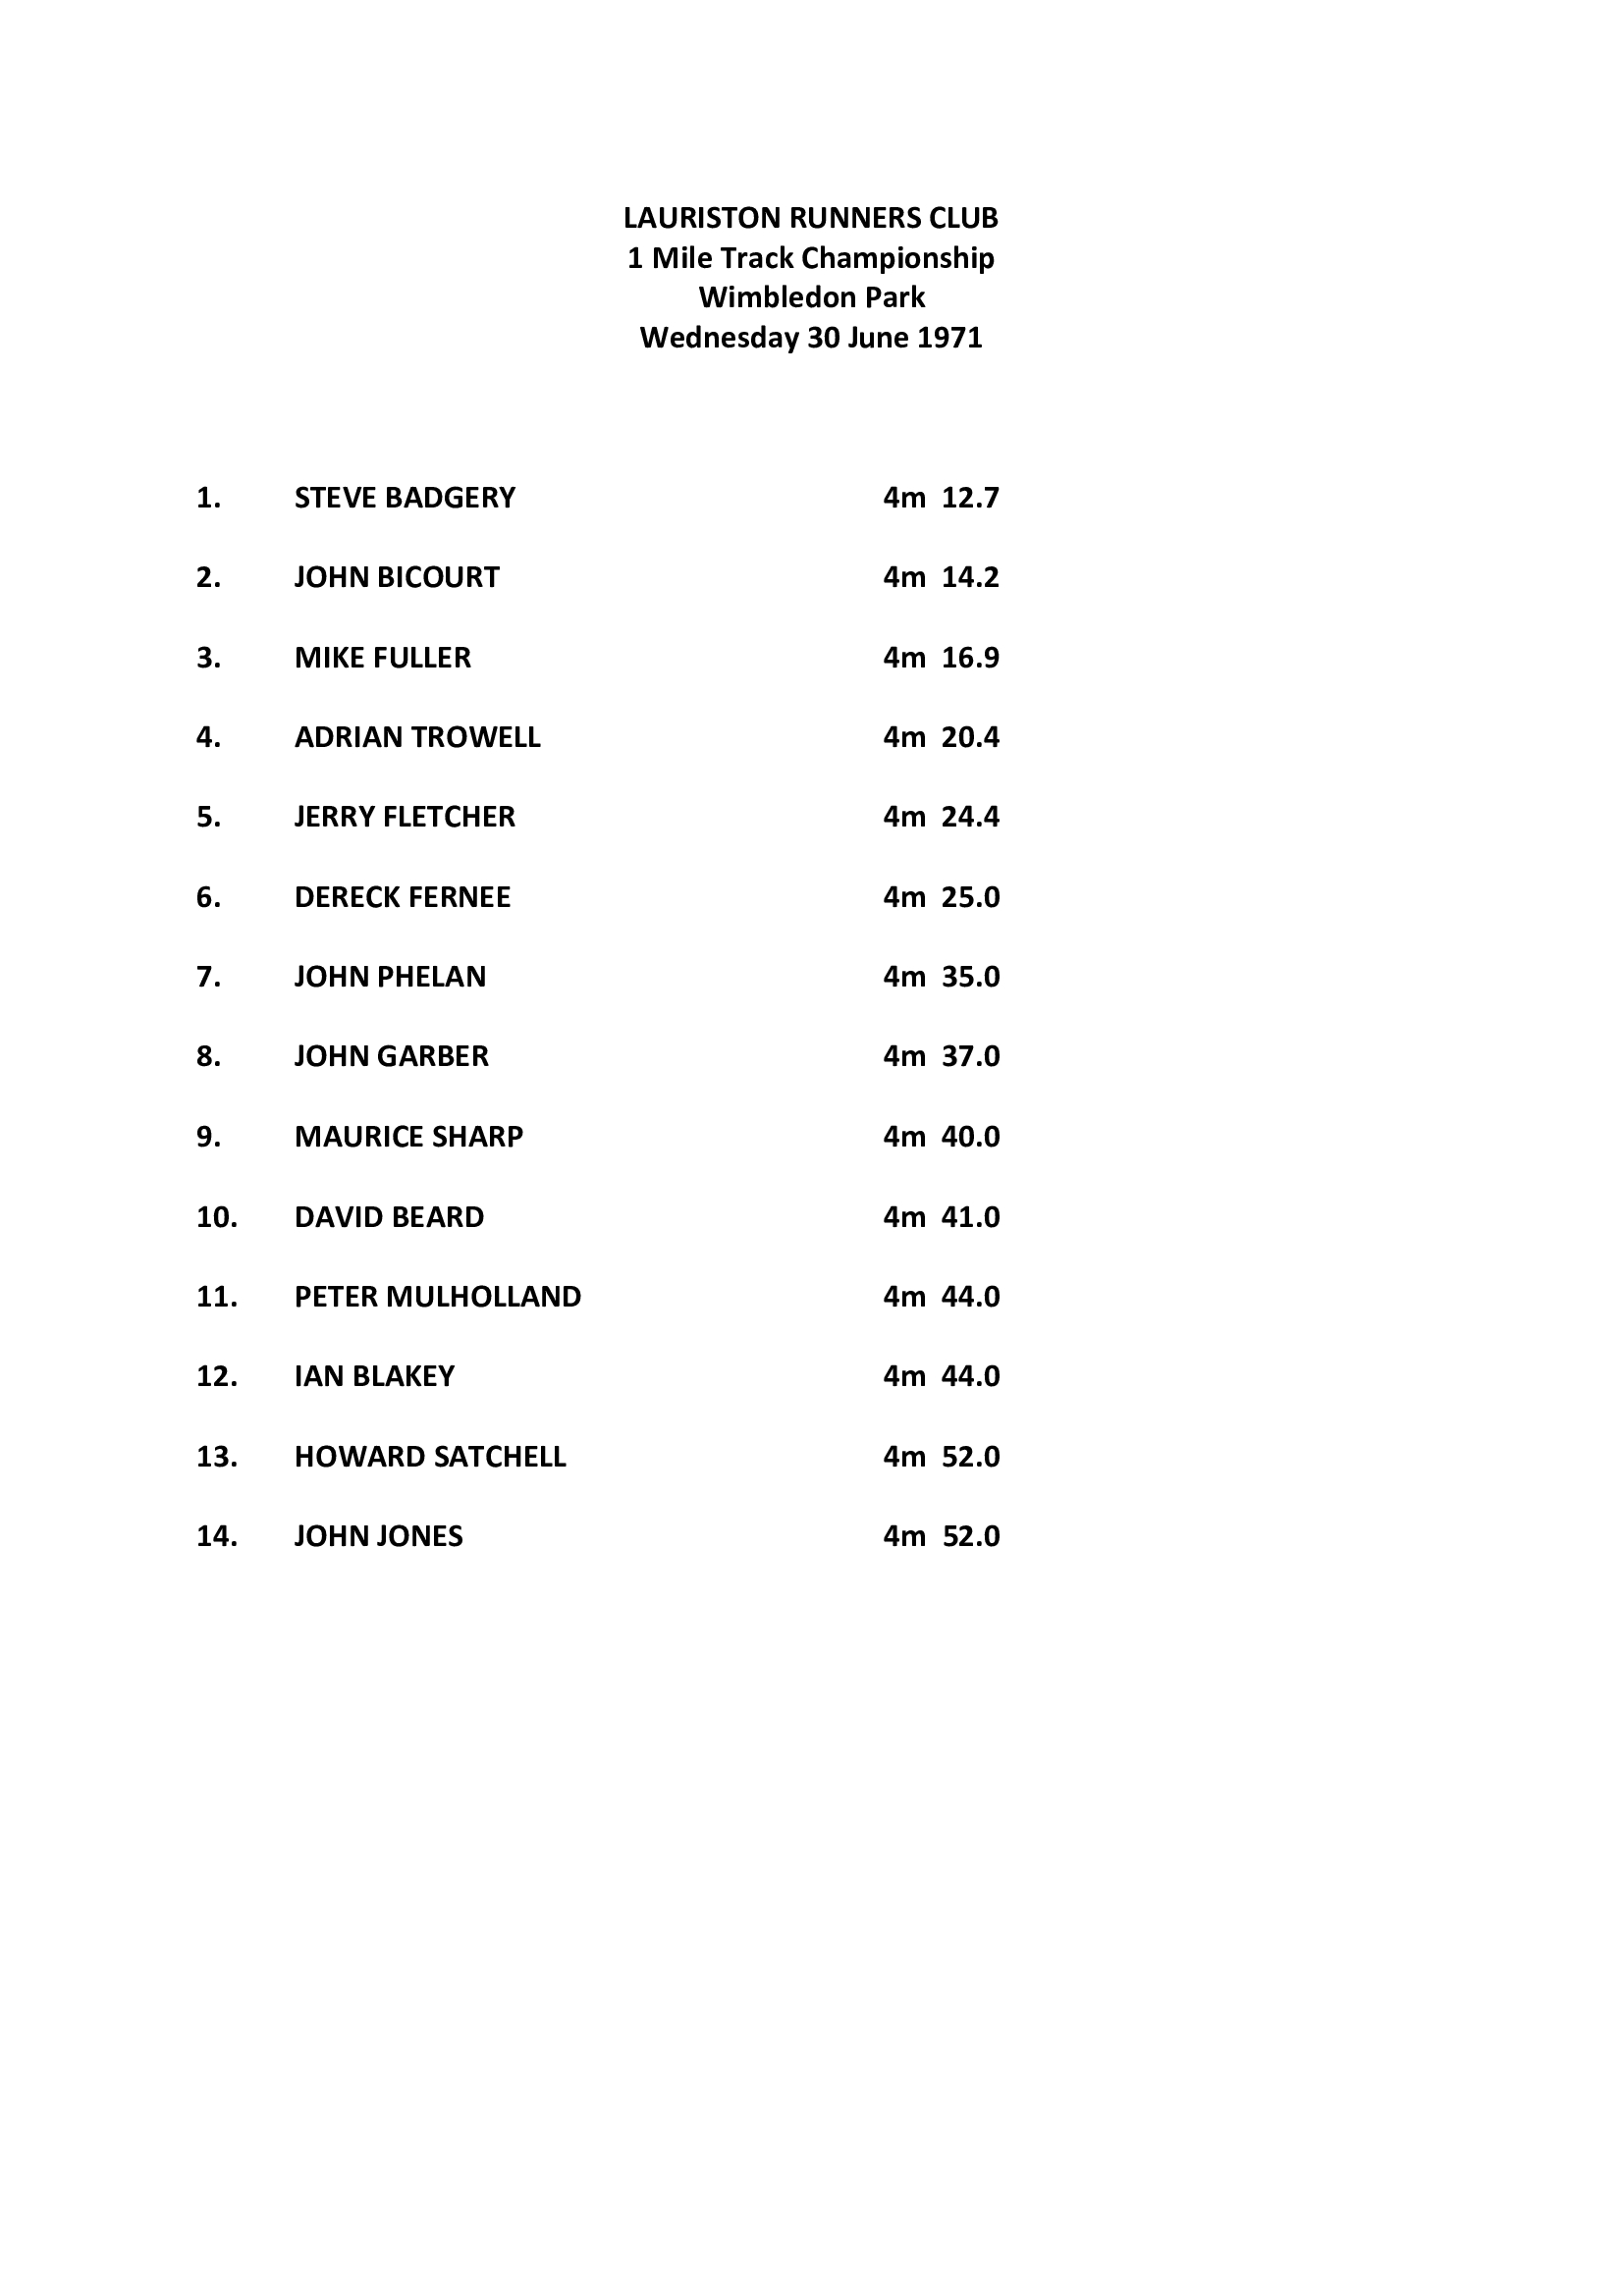 LAURISTON RUNNERS CLUB
1 Mile Track Championship
Wimbledon Park
Wednesday 30 June 1971
1. STEVE BADGERY 4m 12.7
2. JOHN BICOURT 4m 14.2
3. MIKE FULLER 4m 16.9
4. ADRIAN TROWELL 4m 20.4
5. JERRY FLETCHER 4m 24.4
6. DERECK FERNEE 4m 25.0
7. JOHN PHELAN 4m 35.0
8. JOHN GARBER 4m 37.0
9. MAURICE SHARP 4m 40.0
10. DAVID BEARD 4m 41.0
11. PETER MULHOLLAND 4m 44.0
12. IAN BLAKEY 4m 44.0
13. HOWARD SATCHELL 4m 52.0
14. JOHN JONES 4m 52.0